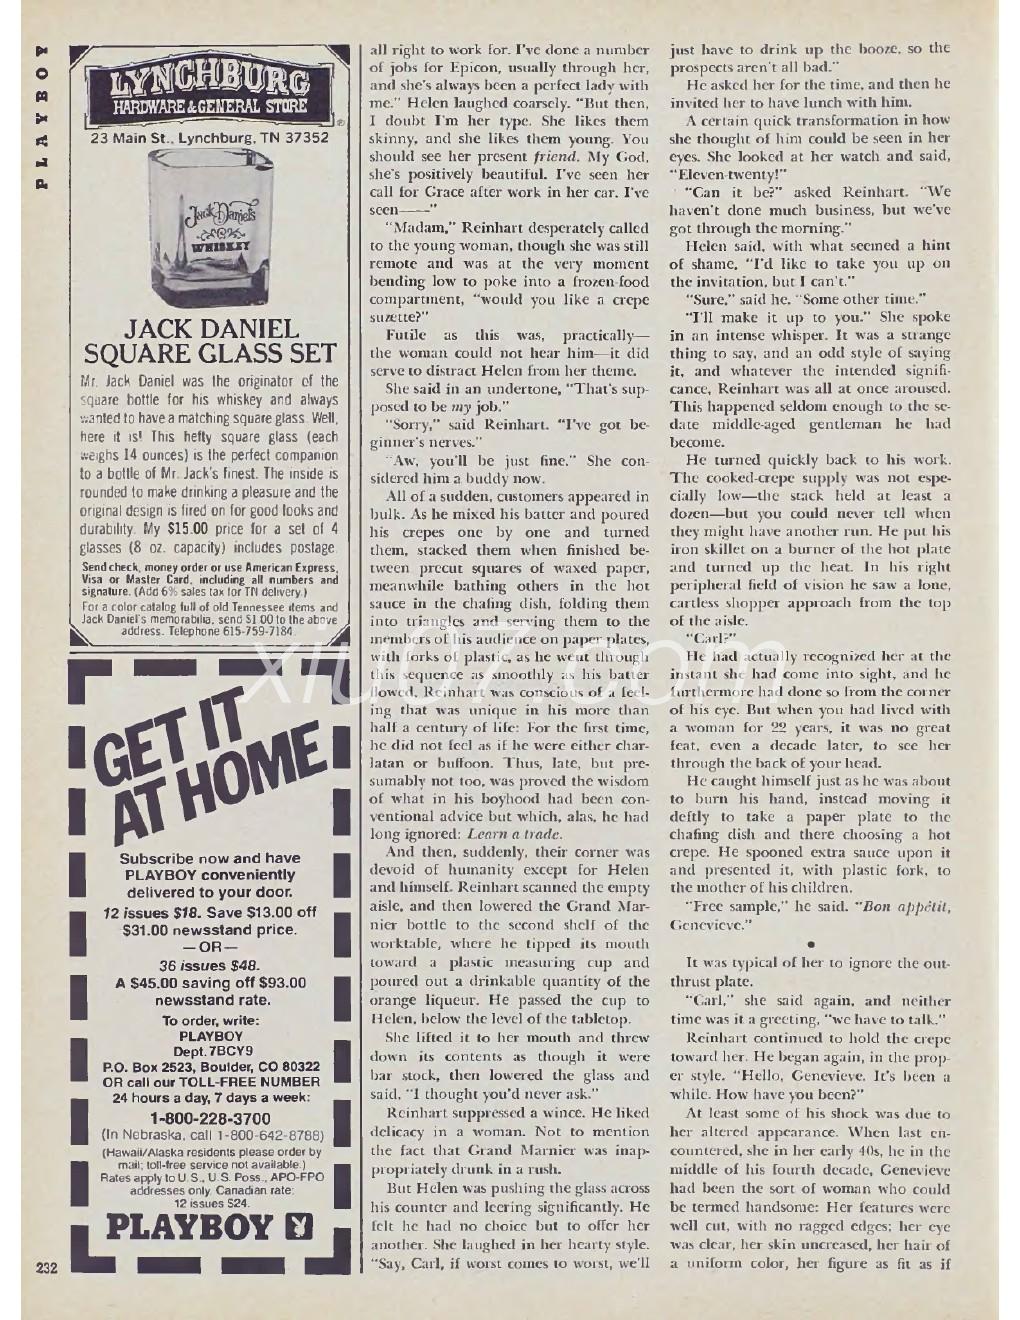 PLAYBOY
LYNCHBURG
HARDWARE & GENERAL STORE
®
23 Main St., Lynchburg, TN 37352
Jack Daniel's
WHISKEY
JACK DANIEL
SQUARE GLASS SET
Mr. Jack Daniel was the originator of the
square bottle for his whiskey and always
wanted to have a matching square glass. Well,
here it is! This hefty square glass (each
weighs 14 ounces) is the perfect companion
to a bottle of Mr. Jack's finest. The inside is
rounded to make drinking a pleasure and the
original design is fired on for good looks and
durability. My $15.00 price for a set of 4
glasses (8 oz. capacity) includes postage.
Send check, money order or use American Express,
Visa or Master Card, including all numbers and
signature. (Add 6% sales tax for TN delivery.)
For a color catalog full of old Tennessee items and
Jack Daniel's memorabilia, send $1.00 to the above
address. Telephone 615-759-7184.
GET IT
AT HOME
Subscribe now and have
PLAYBOY conveniently
delivered to your door.
12 issues $18. Save $13.00 off
$31.00 newsstand price.
—OR—
36 issues $48.
A $45.00 saving off $93.00
newsstand rate.
To order, write:
PLAYBOY
Dept. 7BCY9
P.O. Box 2523, Boulder, CO 80322
OR call our TOLL-FREE NUMBER
24 hours a day, 7 days a week:
1-800-228-3700
(In Nebraska, call 1-800-642-8788)
(Hawaii/Alaska residents please order by
mail; toll-free service not available.)
Rates apply to U.S., U.S. Poss., APO-FPO
addresses only. Canadian rate:
12 issues $24.
PLAYBOY
232
all right to work for. I've done a number
of jobs for Epicon, usually through her,
and she's always been a perfect lady with
me." Helen laughed coarsely. "But then,
I doubt I'm her type. She likes them
skinny, and she likes them young. You
should see her present friend. My God,
she's positively beautiful. I've seen her
call for Grace after work in her car. I've
seen——"
"Madam," Reinhart desperately called
to the young woman, though she was still
remote and was at the very moment
bending low to poke into a frozen-food
compartment, "would you like a crepe
suzette?"
Futile as this was, practically—
the woman could not hear him—it did
serve to distract Helen from her theme.
She said in an undertone, "That's sup-
posed to be my job."
"Sorry," said Reinhart. "I've got be-
ginner's nerves."
"Aw, you'll be just fine." She con-
sidered him a buddy now.
All of a sudden, customers appeared in
bulk. As he mixed his batter and poured
his crepes one by one and turned
them, stacked them when finished be-
tween precut squares of waxed paper,
meanwhile bathing others in the hot
sauce in the chafing dish, folding them
into triangles and serving them to the
members of his audience on paper plates,
with forks of plastic, as he went through
this sequence as smoothly as his batter
flowed, Reinhart was conscious of a feel-
ing that was unique in his more than
half a century of life: For the first time,
he did not feel as if he were either char-
latan or buffoon. Thus, late, but pre-
sumably not too, was proved the wisdom
of what in his boyhood had been con-
ventional advice but which, alas, he had
long ignored: Learn a trade.
And then, suddenly, their corner was
devoid of humanity except for Helen
and himself. Reinhart scanned the empty
aisle, and then lowered the Grand Mar-
nier bottle to the second shelf of the
worktable, where he tipped its mouth
toward a plastic measuring cup and
poured out a drinkable quantity of the
orange liqueur. He passed the cup to
Helen, below the level of the tabletop.
She lifted it to her mouth and threw
down its contents as though it were
bar stock, then lowered the glass and
said, "I thought you'd never ask."
Reinhart suppressed a wince. He liked
delicacy in a woman. Not to mention
the fact that Grand Marnier was inap-
propriately drunk in a rush.
But Helen was pushing the glass across
his counter and leering significantly. He
felt he had no choice but to offer her
another. She laughed in her hearty style.
"Say, Carl, if worst comes to worst, we'll
just have to drink up the booze, so the
prospects aren't all bad."
He asked her for the time, and then he
invited her to have lunch with him.
A certain quick transformation in how
she thought of him could be seen in her
eyes. She looked at her watch and said,
"Eleven-twenty!"
"Can it be?" asked Reinhart. "We
haven't done much business, but we've
got through the morning."
Helen said, with what seemed a hint
of shame, "I'd like to take you up on
the invitation, but I can't."
"Sure," said he. "Some other time."
"I'll make it up to you." She spoke
in an intense whisper. It was a strange
thing to say, and an odd style of saying
it, and whatever the intended signifi-
cance, Reinhart was all at once aroused.
This happened seldom enough to the se-
date middle-aged gentleman he had
become.
He turned quickly back to his work.
The cooked-crepe supply was not espe-
cially low—the stack held at least a
dozen—but you could never tell when
they might have another run. He put his
iron skillet on a burner of the hot plate
and turned up the heat. In his right
peripheral field of vision he saw a lone,
cartless shopper approach from the top
of the aisle.
"Carl?"
He had actually recognized her at the
instant she had come into sight, and he
furthermore had done so from the corner
of his eye. But when you had lived with
a woman for 22 years, it was no great
feat, even a decade later, to see her
through the back of your head.
He caught himself just as he was about
to burn his hand, instead moving it
deftly to take a paper plate to the
chafing dish and there choosing a hot
crepe. He spooned extra sauce upon it
and presented it, with plastic fork, to
the mother of his children.
"Free sample," he said. "Bon appétit,
Genevieve."
•
It was typical of her to ignore the out-
thrust plate.
"Carl," she said again, and neither
time was it a greeting, "we have to talk."
Reinhart continued to hold the crepe
toward her. He began again, in the prop-
er style, "Hello, Genevieve. It's been a
while. How have you been?"
At least some of his shock was due to
her altered appearance. When last en-
countered, she in her early 40s, he in the
middle of his fourth decade, Genevieve
had been the sort of woman who could
be termed handsome: Her features were
well cut, with no ragged edges; her eye
was clear, her skin uncreased, her hair of
a uniform color, her figure as fit as if